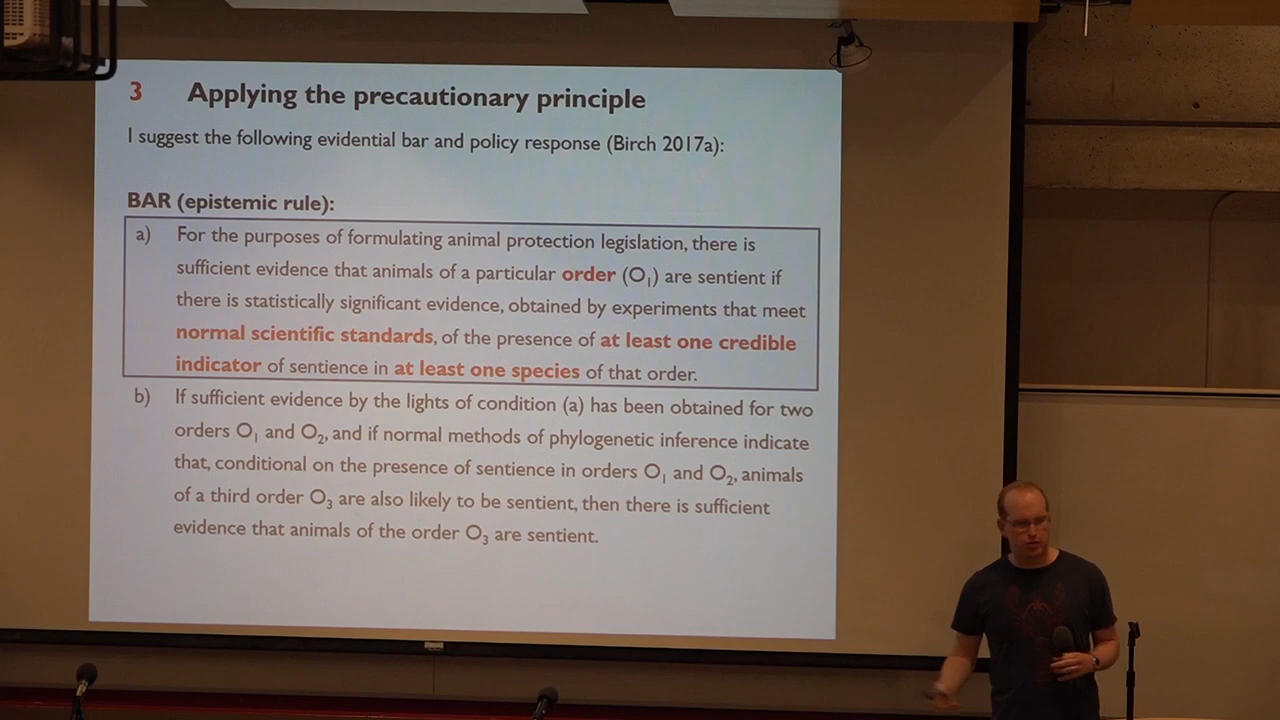 3 Applying the precautionary principle
I suggest the following evidential bar and policy response (Birch 2017a):
BAR (epistemic rule):
a) For the purposes of formulating animal protection legislation, there is
sufficient evidence that animals of a particular order (O₁) are sentient if
there is statistically significant evidence, obtained by experiments that meet
normal scientific standards, of the presence of at least one credible
indicator of sentience in at least one species of that order.
b) If sufficient evidence by the lights of condition (a) has been obtained for two
orders O₁ and O₂, and if normal methods of phylogenetic inference indicate
that, conditional on the presence of sentience in orders O₁ and O₂, animals
of a third order O₃ are also likely to be sentient, then there is sufficient
evidence that animals of the order O₃ are sentient.